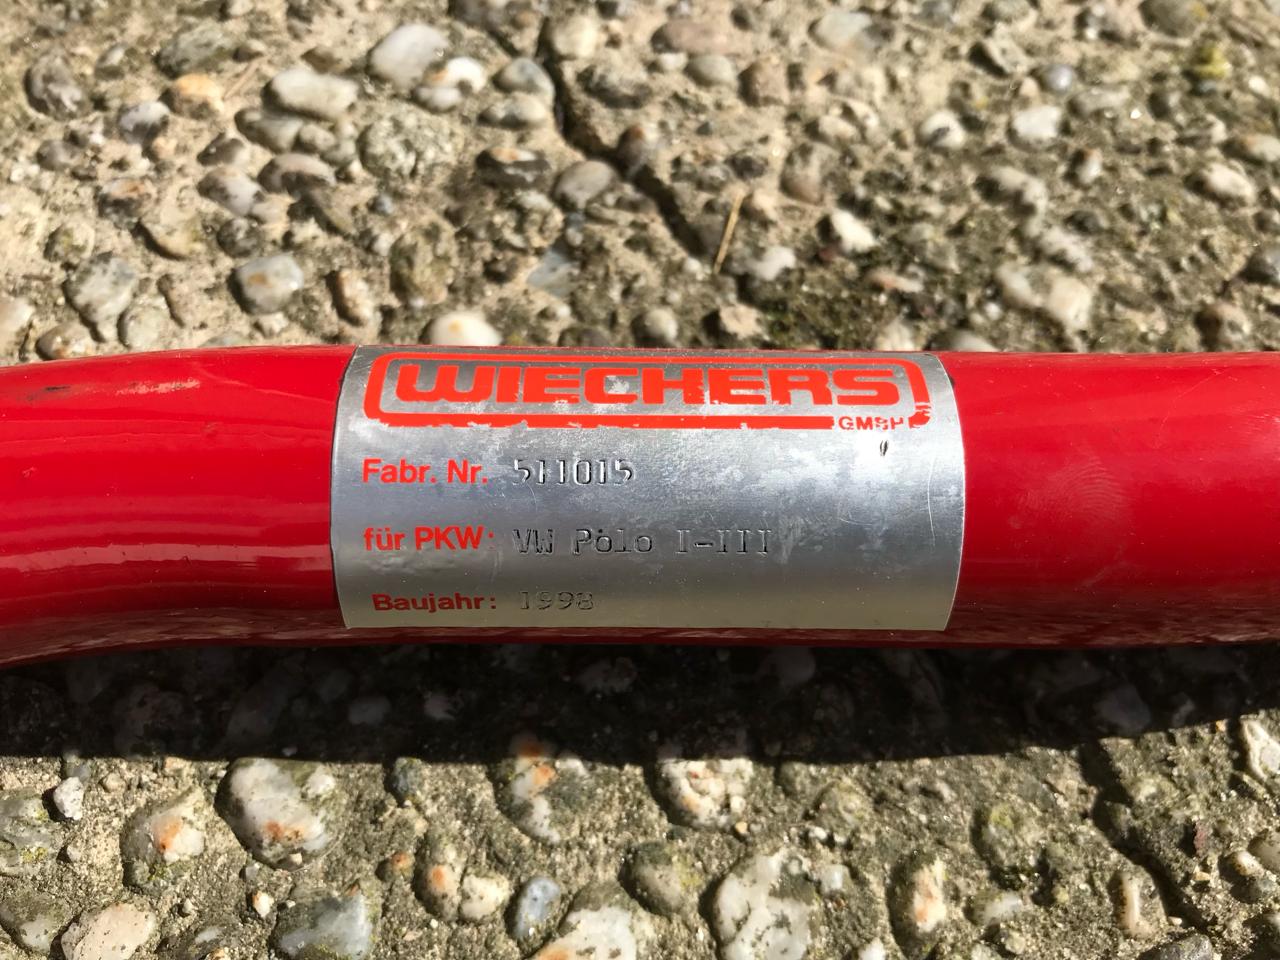 WIECHERS
GMBH
Fabr. Nr. 511015
für PKW: VW Polo I-III
Baujahr: 1998